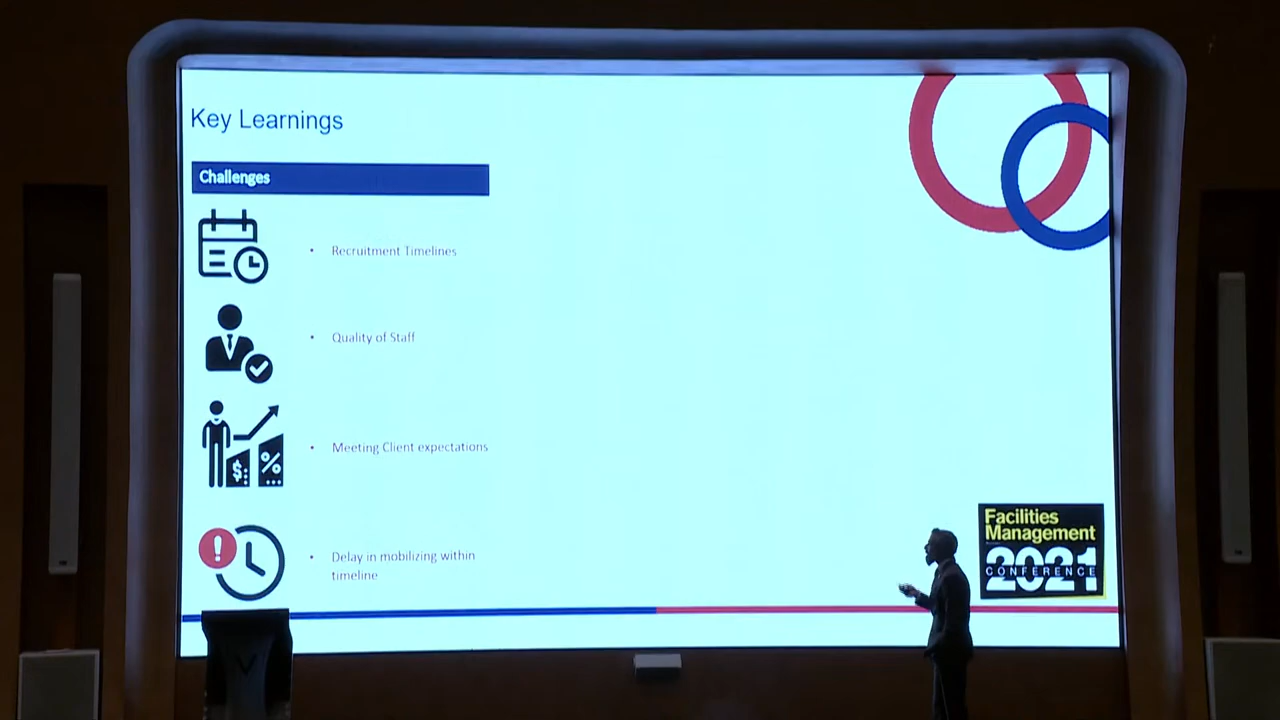 Key Learnings
Challenges
• Recruitment Timelines
• Quality of Staff
• Meeting Client expectations
• Delay in mobilizing within
timeline
Facilities
Management
2021
CONFERENCE